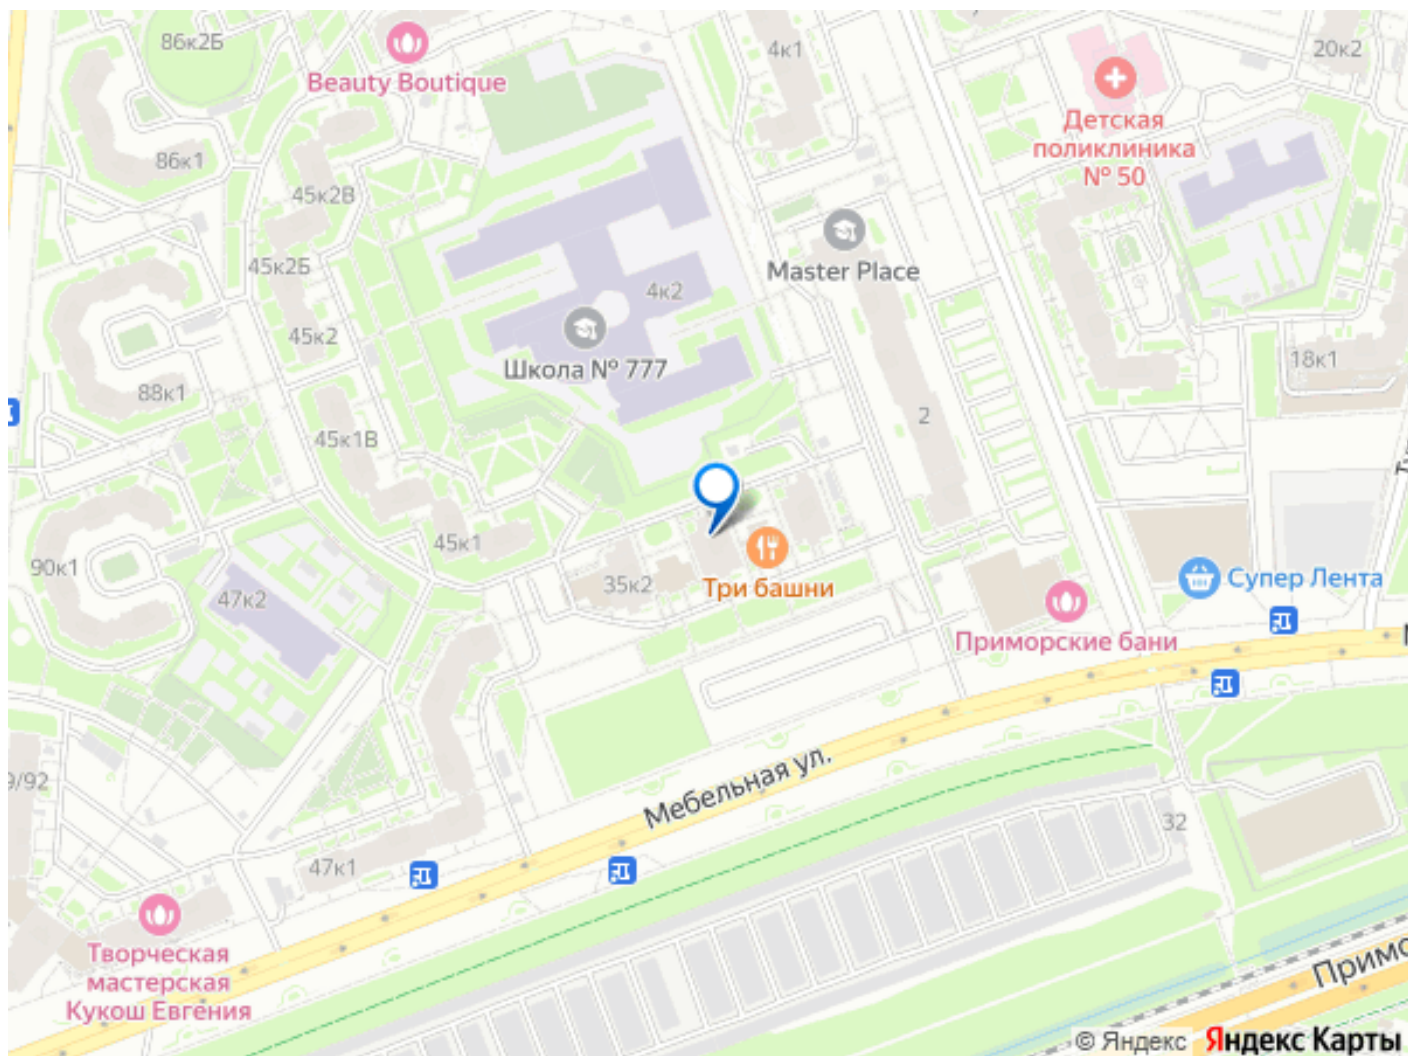 86к2Б
Beauty Boutique
4к1
20к2
Детская
поликлиника
№ 50
86к1
45к2В
Master Place
45к2Б
4к2
45к2
Школа № 777
18к1
88к1
2
45к1В
45к1
90к1
35к2
47к2
Три башни
Супер Лента
Приморские бани
9/92
Мебельная ул.
32
47к1
Творческая
мастерская
Кукош Евгения
Примо
© Яндекс Яндекс Карты